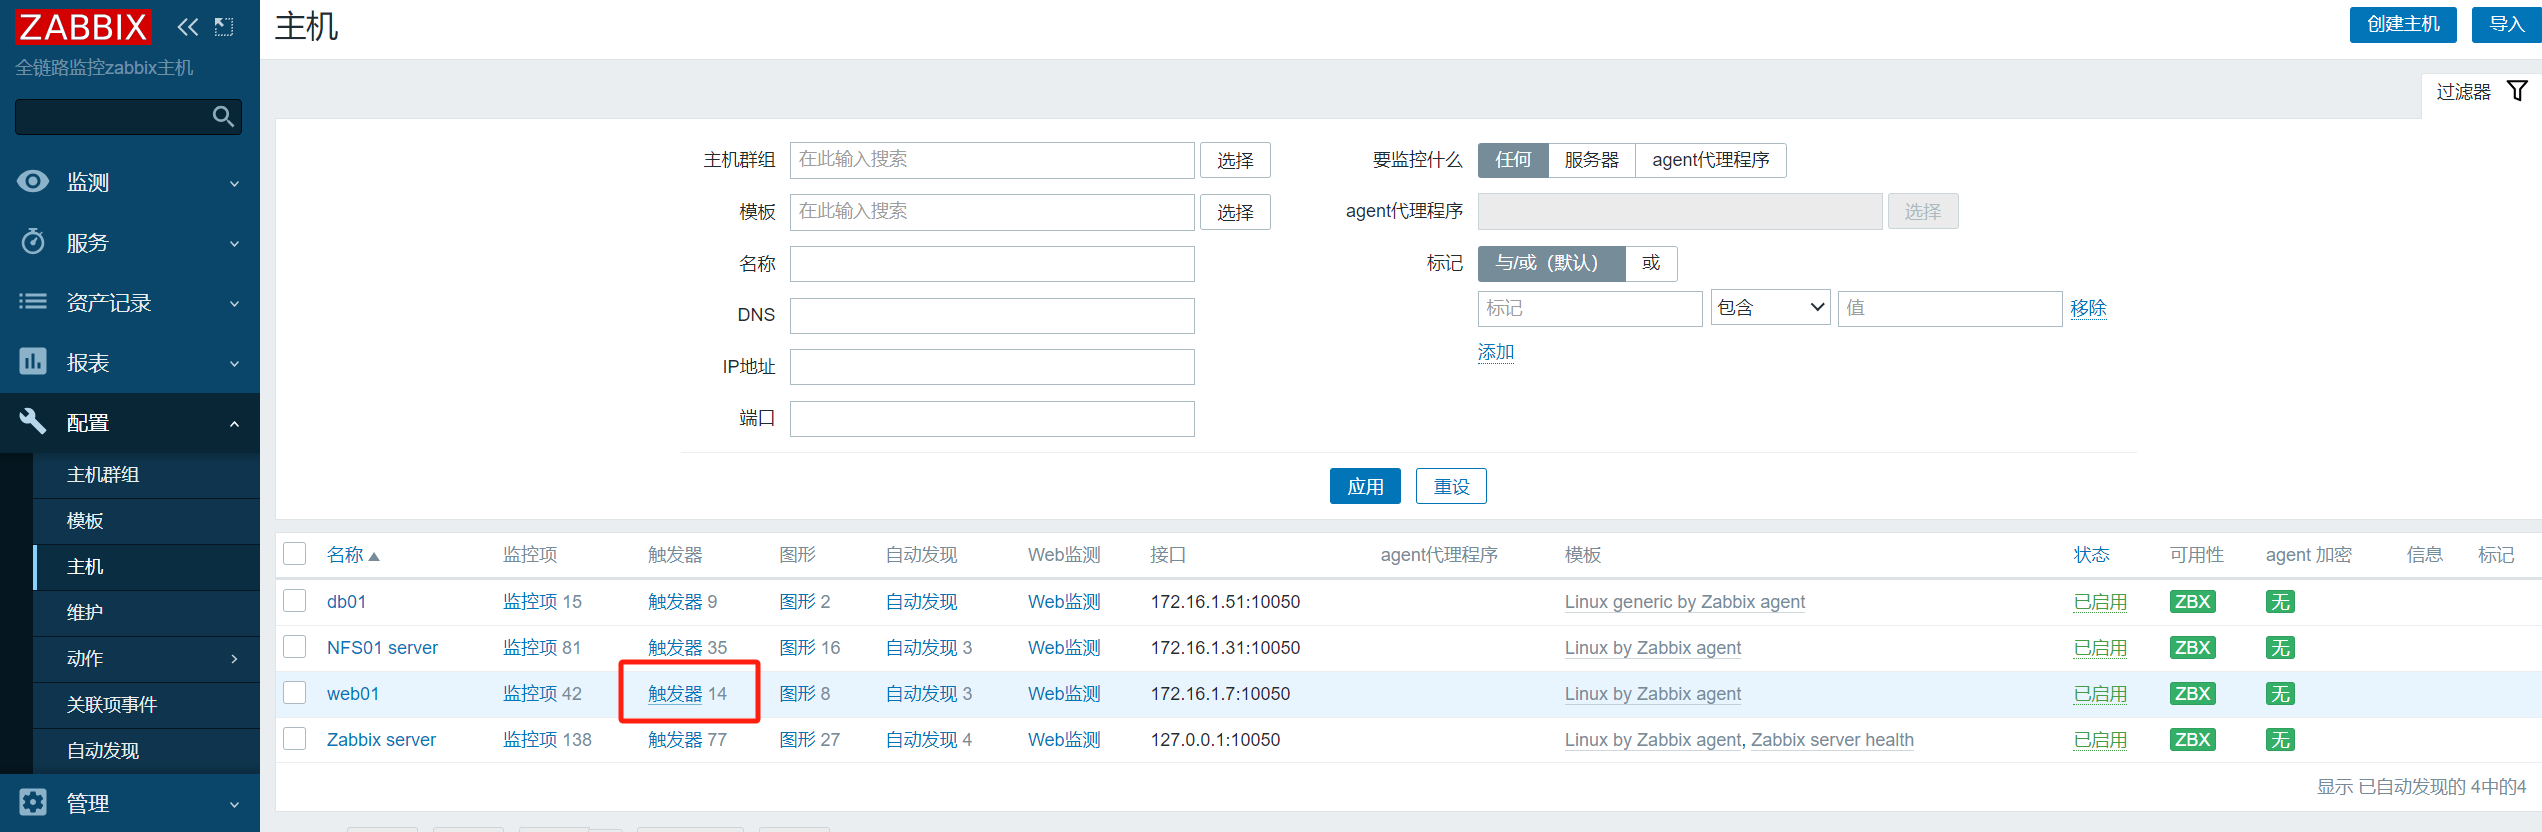 ZABBIX
全链路监控zabbix主机
监测
服务
资产记录
报表
配置
主机群组
模板
主机
维护
动作
关联项事件
自动发现
管理
主机
创建主机
导入
过滤器
主机群组 在此输入搜索 选择
模板 在此输入搜索 选择
名称
DNS
IP地址
端口
要监控什么 任何 服务器 agent代理程序
agent代理程序 选择
标记 与/或（默认） 或
标记 包含 值 移除
添加
应用 重设
名称 监控项 触发器 图形 自动发现 Web监测 接口 agent代理程序 模板 状态 可用性 agent 加密 信息 标记
db01 监控项 15 触发器 9 图形 2 自动发现 Web监测 172.16.1.51:10050 Linux generic by Zabbix agent 已启用 ZBX 无
NFS01 server 监控项 81 触发器 35 图形 16 自动发现 3 Web监测 172.16.1.31:10050 Linux by Zabbix agent 已启用 ZBX 无
web01 监控项 42 触发器 14 图形 8 自动发现 3 Web监测 172.16.1.7:10050 Linux by Zabbix agent 已启用 ZBX 无
Zabbix server 监控项 138 触发器 77 图形 27 自动发现 4 Web监测 127.0.0.1:10050 Linux by Zabbix agent, Zabbix server health 已启用 ZBX 无
显示 已自动发现的 4中的4